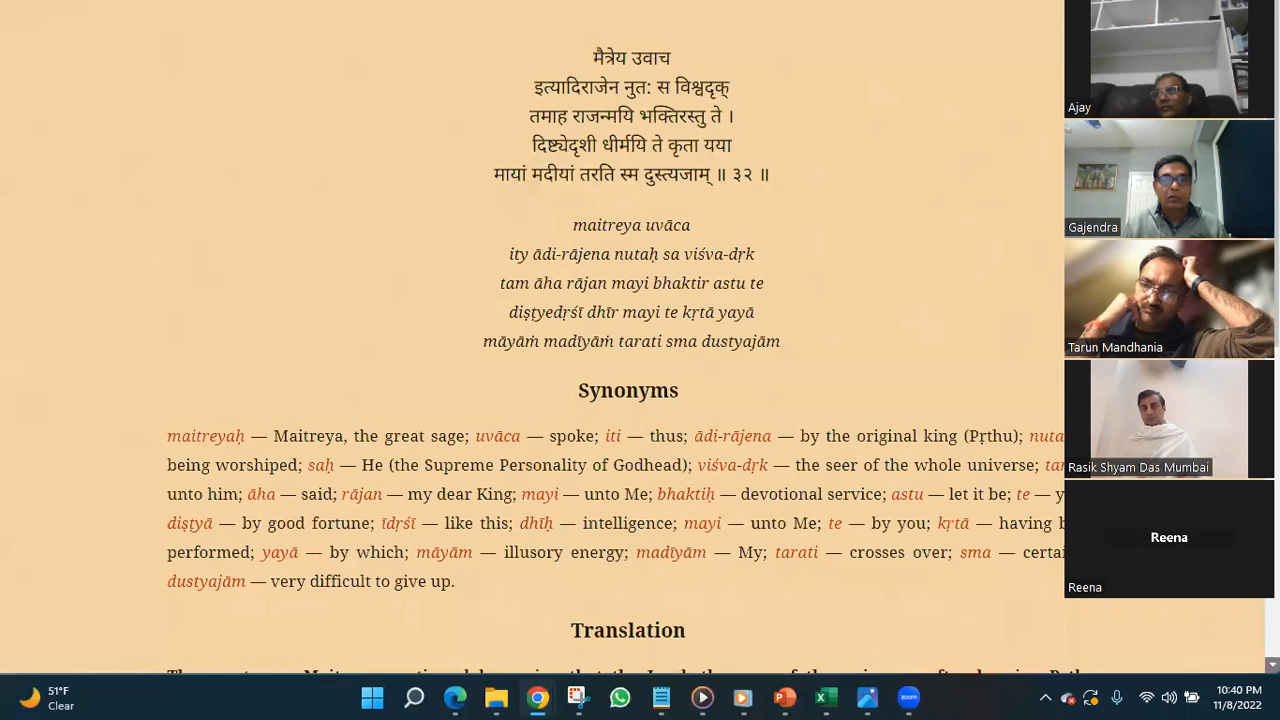 मैत्रेय उवाच
इत्यादिराजेन नुत: स विश्वद‍ृक्
तमाह राजन्मयि भक्तिरस्तु ते ।
दिष्‍ट्येद‍ृशी धीर्मयि ते कृता यया
मायां मदीयां तरति स्म दुस्त्यजाम् ॥ ३२ ॥
maitreya uvāca
ity ādi-rājena nutaḥ sa viśva-dṛk
tam āha rājan mayi bhaktir astu te
diṣṭyedṛśī dhīr mayi te kṛtā yayā
māyāṁ madīyāṁ tarati sma dustyajām
Synonyms
maitreyaḥ — Maitreya, the great sage; uvāca — spoke; iti — thus; ādi-rājena — by the original king (Pṛthu);
being worshiped; saḥ — He (the Supreme Personality of Godhead); viśva-dṛk — the seer of the whole universe;
unto him; āha — said; rājan — my dear King; mayi — unto Me; bhaktiḥ — devotional service; astu — let it be; te —
diṣṭyā — by good fortune; īdṛśī — like this; dhīḥ — intelligence; mayi — unto Me; te — by you; kṛtā — having
performed; yayā — by which; māyām — illusory energy; madīyām — My; tarati — crosses over; sma —
dustyajām — very difficult to give up.
Translation
Ajay
Gajendra
Tarun Mandhania
Rasik Shyam Das Mumbai
Reena
Reena
51°F
Clear
10:40 PM
11/8/2022